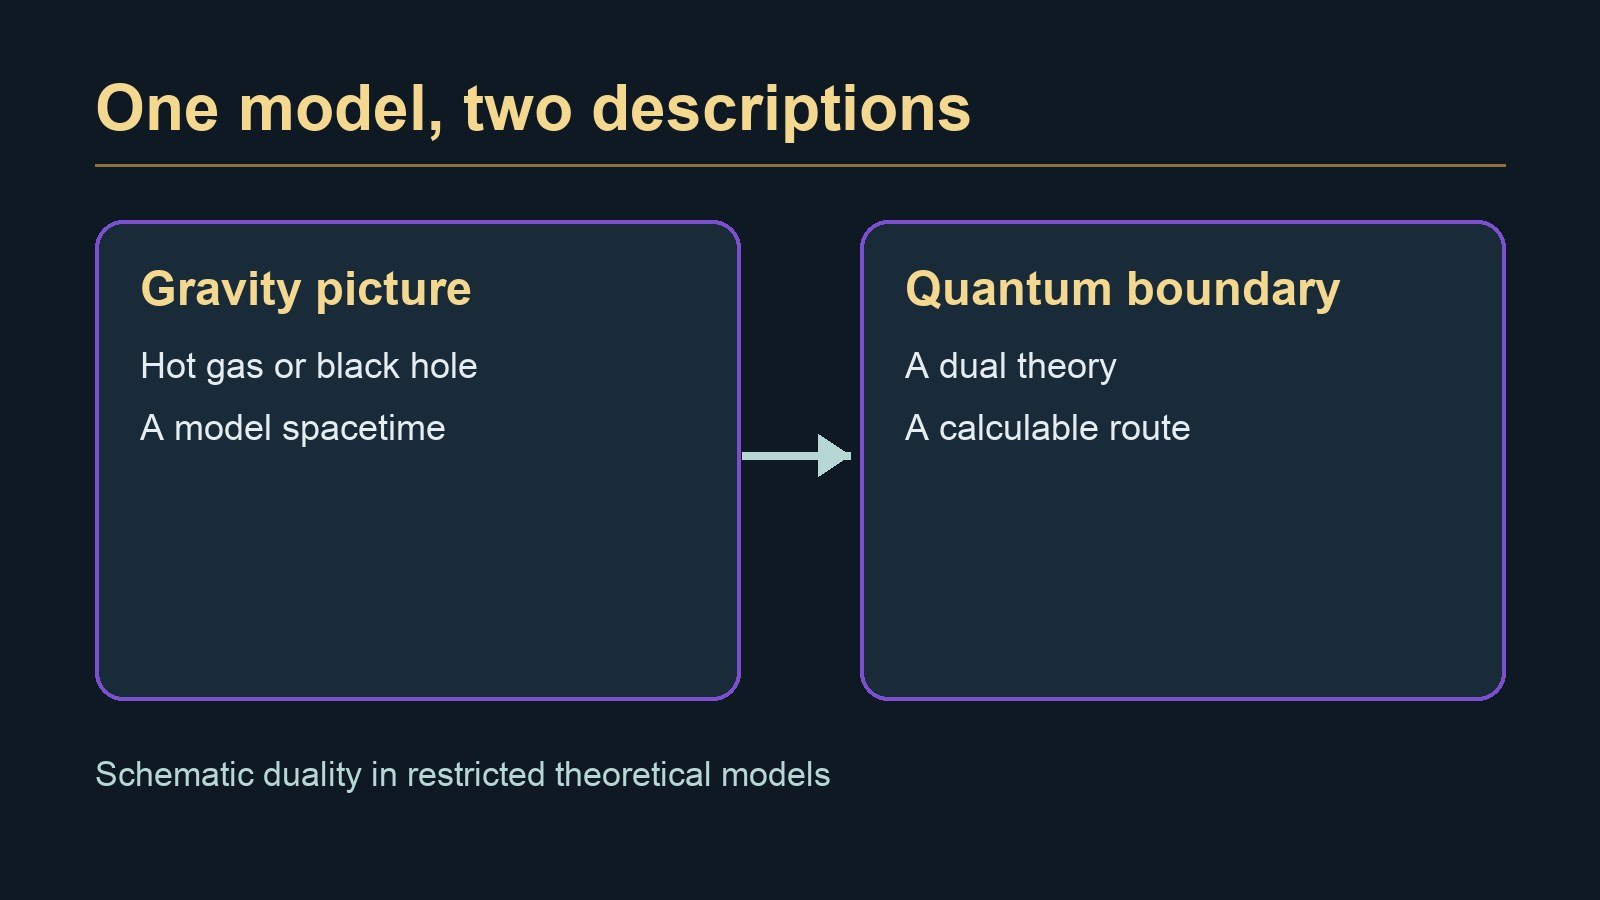 One model, two descriptions
Gravity picture
Hot gas or black hole
A model spacetime
Quantum boundary
A dual theory
A calculable route
Schematic duality in restricted theoretical models